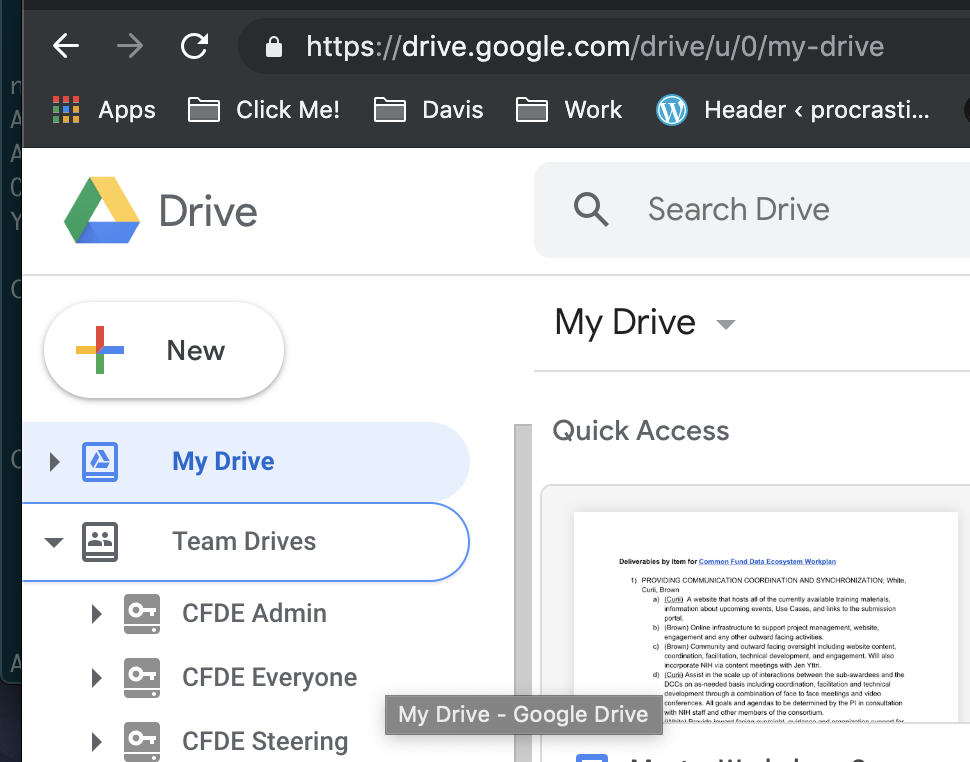 https://drive.google.com/drive/u/0/my-drive
Apps Click Me! Davis Work Header ‹ procrasti...
Drive
Search Drive
New
My Drive
Quick Access
My Drive
Team Drives
CFDE Admin
CFDE Everyone
CFDE Steering
Deliverables by Item for Common Fund Data Ecosystem Workplan
1) PROVIDING COMMUNICATION COORDINATION AND SYNCHRONIZATION; White,
Curii, Brown
a) (Curii) A website that hosts all of the currently available training materials,
information about upcoming events, Use Cases, and links to the submission
portal.
b) (Brown) Online infrastructure to support project management, website,
engagement and any other outward facing activities.
c) (Brown) Community and outward facing oversight including website content,
coordination, facilitation, technical development, and engagement. Will also
incorporate NIH via content meetings with Jen Yttri.
d) (Curii) Assist in the scale up of interactions between the sub-awardees and the
DCCs on as-needed basis including coordination, facilitation and technical
development through a combination of face to face meetings and video
conferences. All goals and agendas to be determined by the PI in consultation
with NIH staff and other members of the consortium.
My Drive - Google Drive